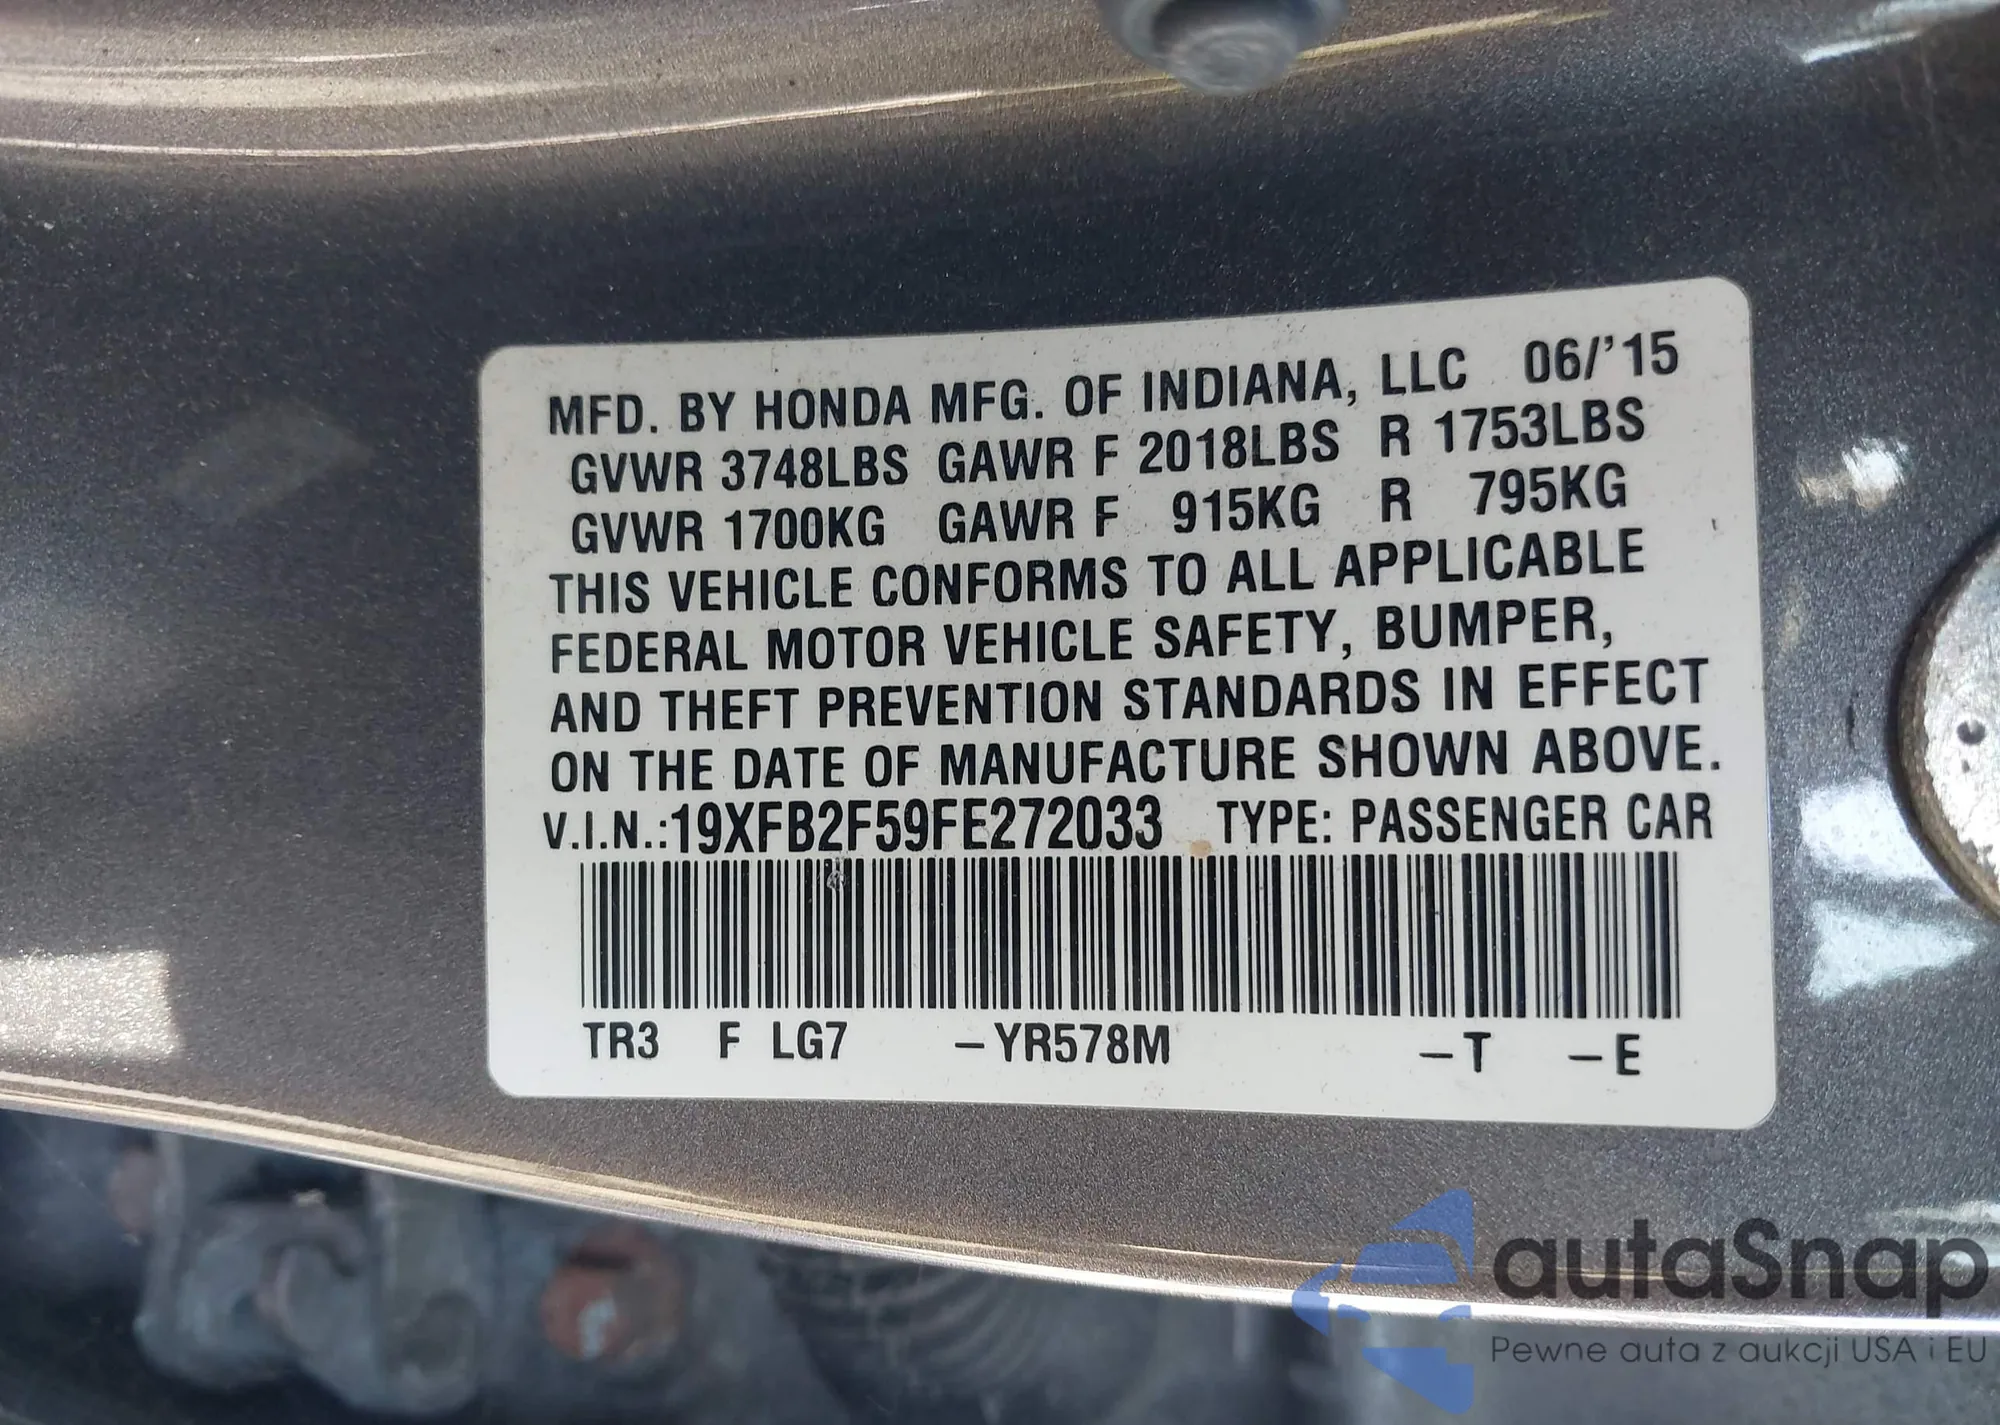 MFD. BY HONDA MFG. OF INDIANA, LLC 06/'15
GVWR 3748LBS GAWR F 2018LBS R 1753LBS
GVWR 1700KG GAWR F 915KG R 795KG
THIS VEHICLE CONFORMS TO ALL APPLICABLE
FEDERAL MOTOR VEHICLE SAFETY, BUMPER,
AND THEFT PREVENTION STANDARDS IN EFFECT
ON THE DATE OF MANUFACTURE SHOWN ABOVE.
V.I.N.:19XFB2F59FE272033 TYPE: PASSENGER CAR
TR3 F LG7 –YR578M –T –E
autaSnap
Pewne auta z aukcji USA i EU